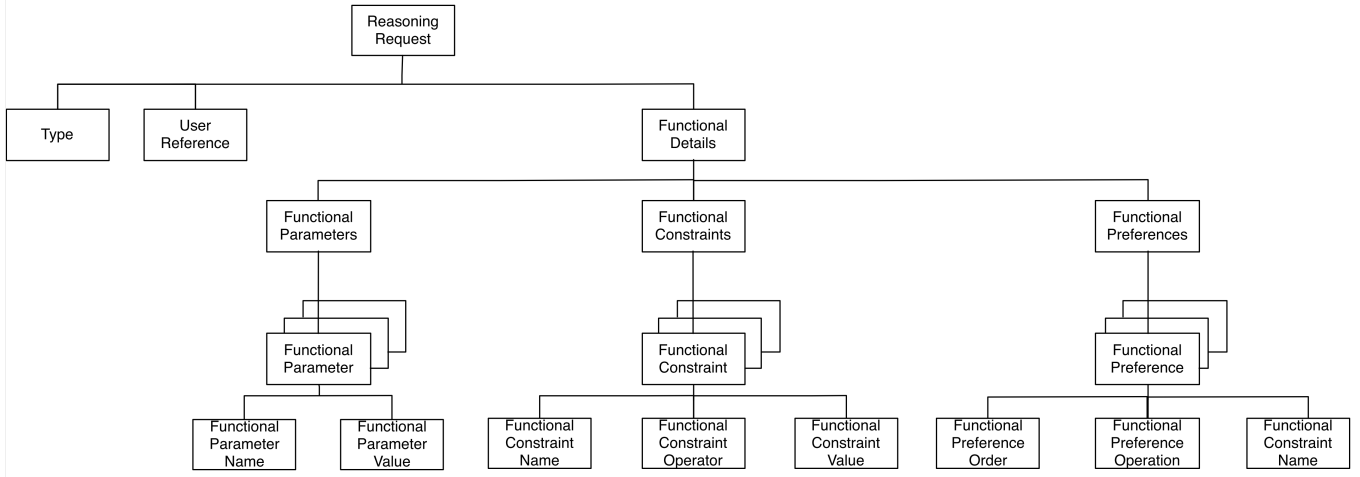 Reasoning
Request
Type
User
Reference
Functional
Details
Functional
Parameters
Functional
Constraints
Functional
Preferences
Functional
Parameter
Functional
Constraint
Functional
Preference
Functional
Parameter
Name
Functional
Parameter
Value
Functional
Constraint
Name
Functional
Constraint
Operator
Functional
Constraint
Value
Functional
Preference
Order
Functional
Preference
Operation
Functional
Constraint
Name